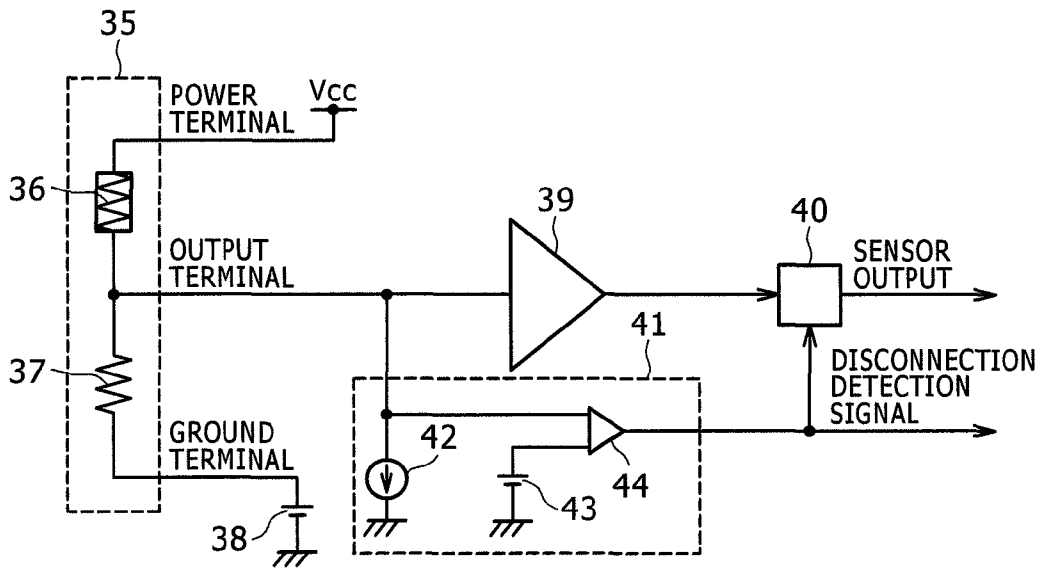 35
POWER
TERMINAL
Vcc
36
OUTPUT
TERMINAL
39
40
SENSOR
OUTPUT
37
41
DISCONNECTION
DETECTION
SIGNAL
GROUND
TERMINAL
42
44
43
38